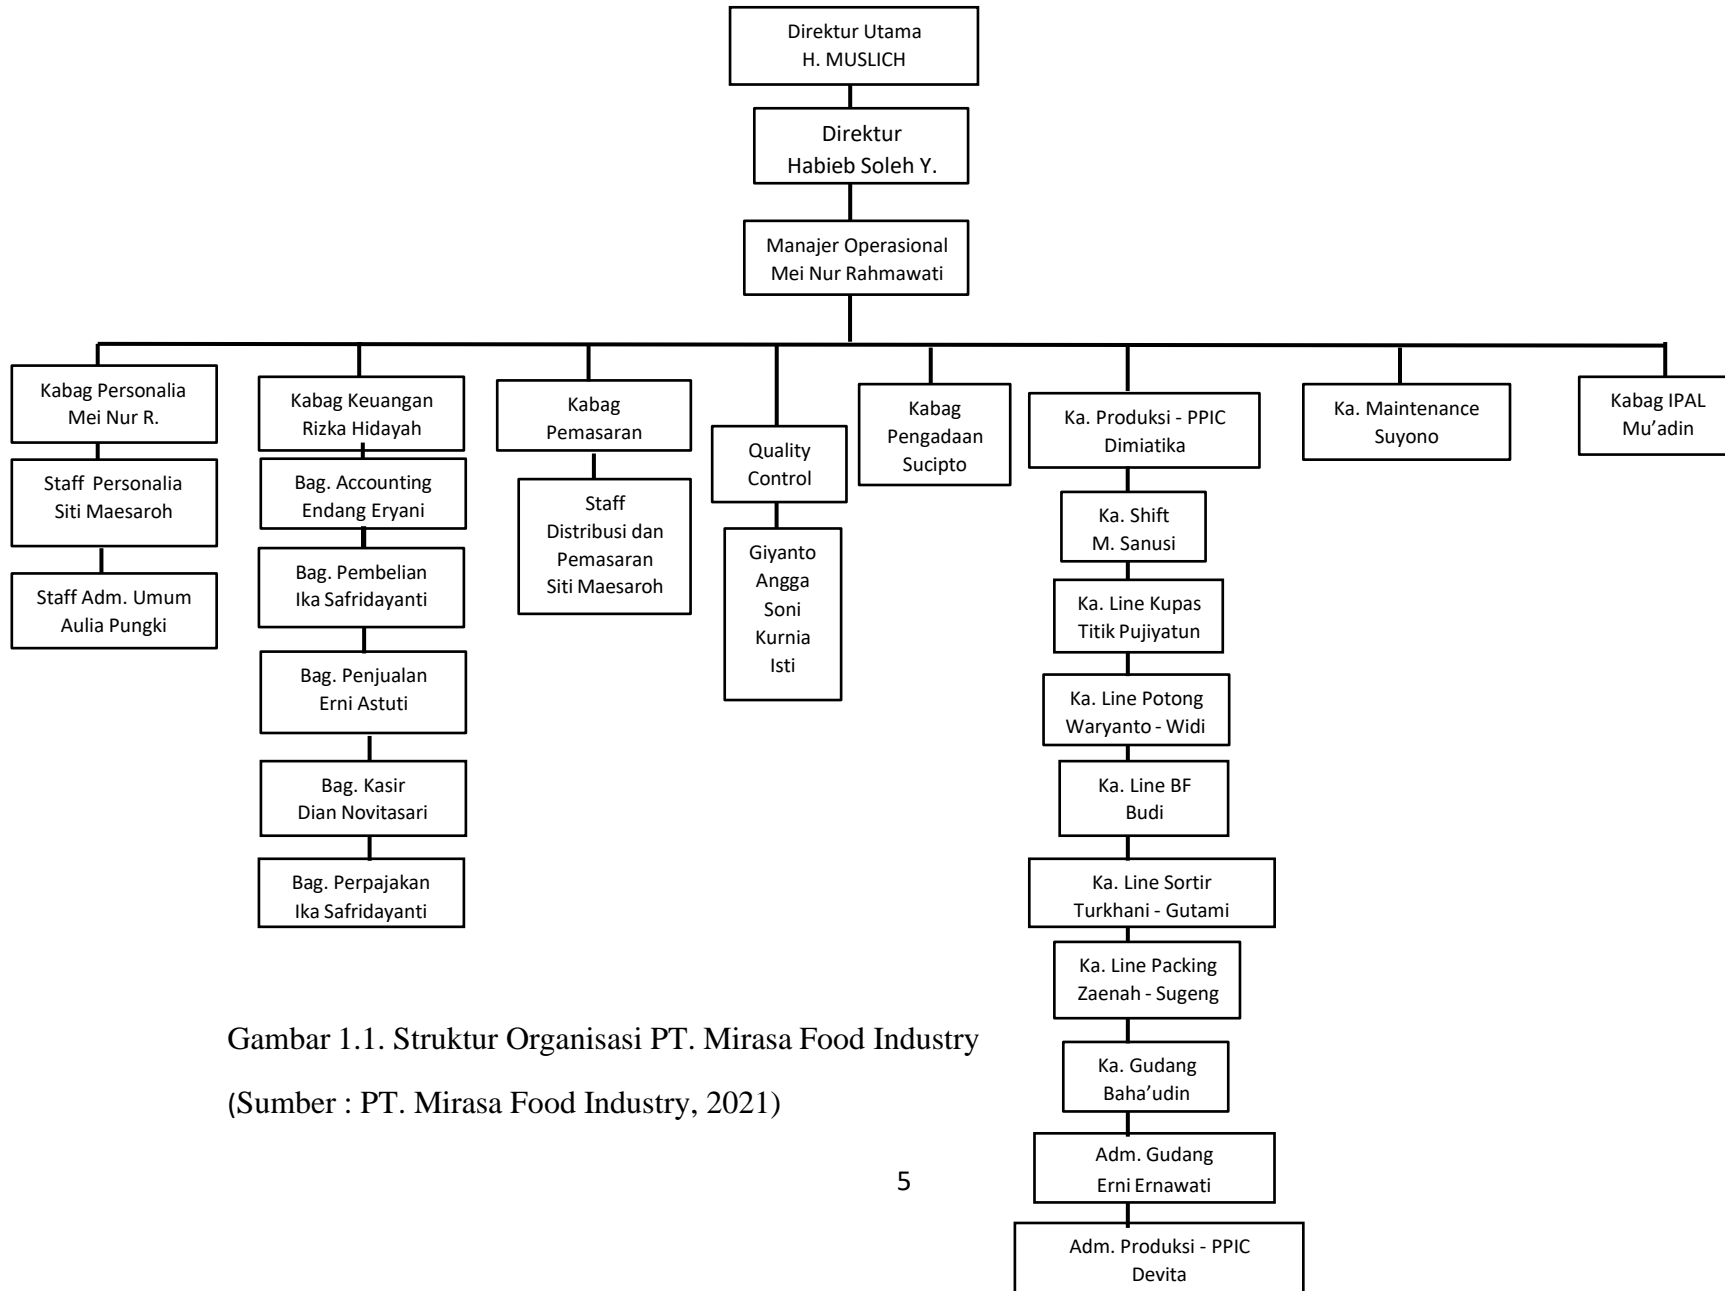 Direktur Utama
H. MUSLICH
Direktur
Habieb Soleh Y.
Manajer Operasional
Mei Nur Rahmawati
Kabag Personalia
Mei Nur R.
Staff Personalia
Siti Maesaroh
Staff Adm. Umum
Aulia Pungki
Kabag Keuangan
Rizka Hidayah
Bag. Accounting
Endang Eryani
Bag. Pembelian
Ika Safridayanti
Bag. Penjualan
Erni Astuti
Bag. Kasir
Dian Novitasari
Bag. Perpajakan
Ika Safridayanti
Kabag
Pemasaran
Staff
Distribusi dan
Pemasaran
Siti Maesaroh
Quality
Control
Giyanto
Angga
Soni
Kurnia
Isti
Kabag
Pengadaan
Sucipto
Ka. Produksi - PPIC
Dimiatika
Ka. Shift
M. Sanusi
Ka. Line Kupas
Titik Pujiyatun
Ka. Line Potong
Waryanto - Widi
Ka. Line BF
Budi
Ka. Line Sortir
Turkhani - Gutami
Ka. Line Packing
Zaenah - Sugeng
Ka. Gudang
Baha’udin
Adm. Gudang
Erni Ernawati
Adm. Produksi - PPIC
Devita
Ka. Maintenance
Suyono
Kabag IPAL
Mu’adin
Gambar 1.1. Struktur Organisasi PT. Mirasa Food Industry
(Sumber : PT. Mirasa Food Industry, 2021)
5